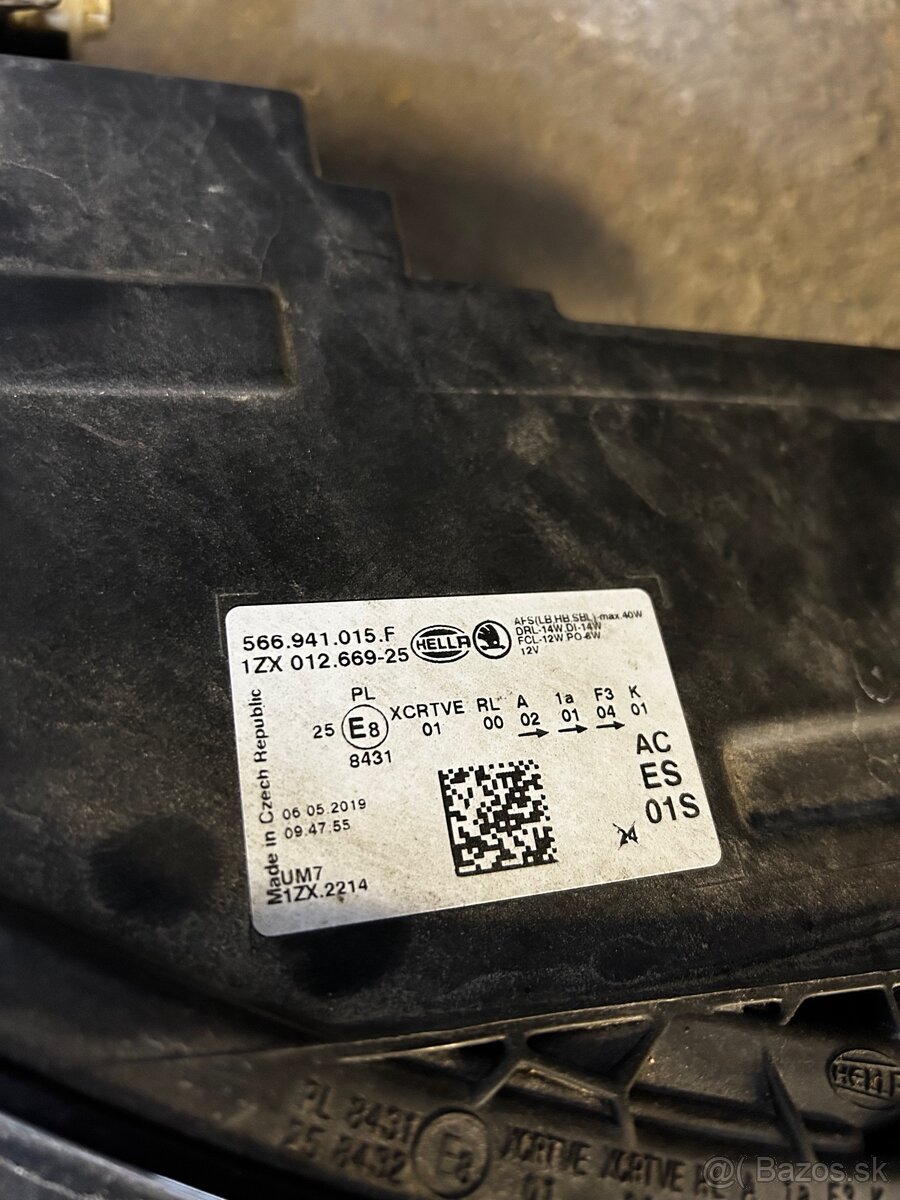 566.941.015.F
1ZX 012.669-25
HELLA
AFS(LB,HB,SBL)-max.40W
DRL-14W DI-14W
FCL-12W PO-6W
12V
PL
25 E8 XCRTVE RL A 1a F3 K
8431 01 00 02 01 04 01
AC
ES
01S
Made in Czech Republic
06 05.2019
09.47.55
UM7
1ZX.2214
HELLA
PL 8431
25 8432
E8
XCRTVE XCRTVE
01
@( Bazos.sk